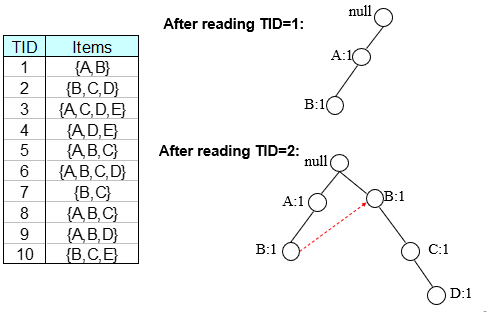 TID Items
1 {A,B}
2 {B,C,D}
3 {A,C,D,E}
4 {A,D,E}
5 {A,B,C}
6 {A,B,C,D}
7 {B,C}
8 {A,B,C}
9 {A,B,D}
10 {B,C,E}
After reading TID=1:
null
A:1
B:1
After reading TID=2:
null
A:1
B:1
B:1
C:1
D:1